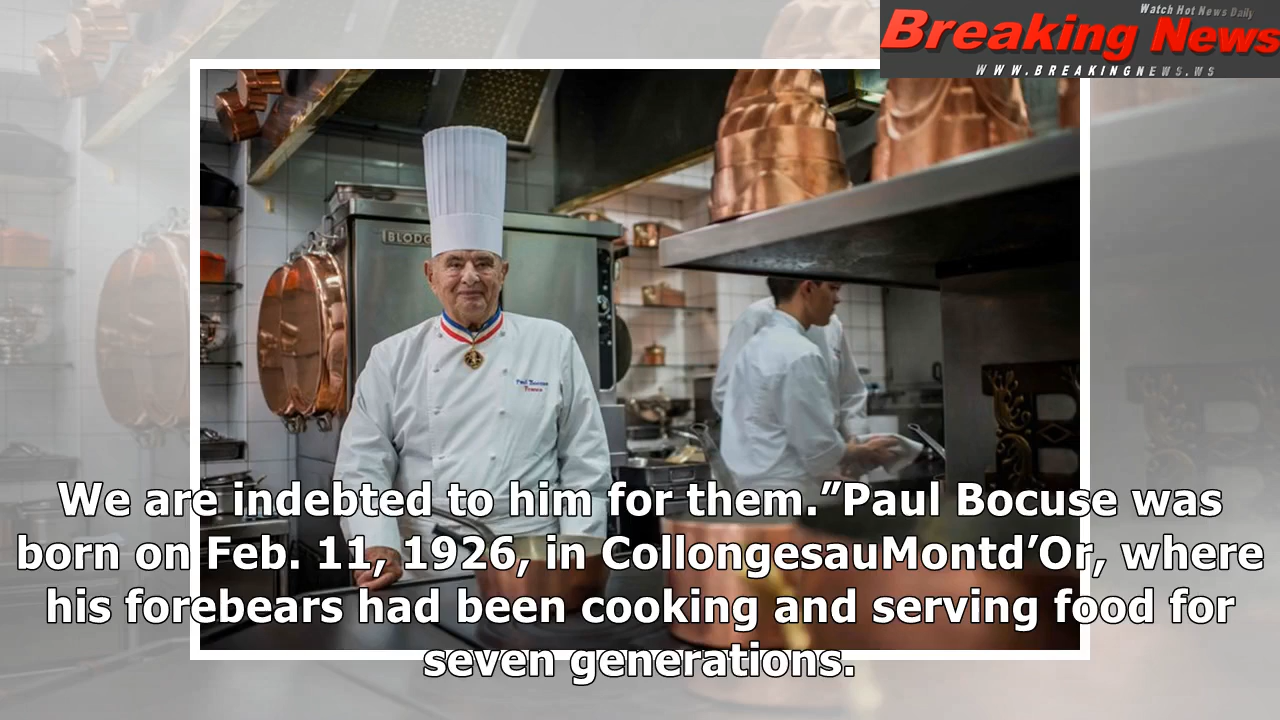 Watch Hot News Daily
Breaking News
WWW.BREAKINGNEWS.WS
BLODG
Paul Bocuse
France
We are indebted to him for them.”Paul Bocuse was
born on Feb. 11, 1926, in CollongesauMontd’Or, where
his forebears had been cooking and serving food for
seven generations.